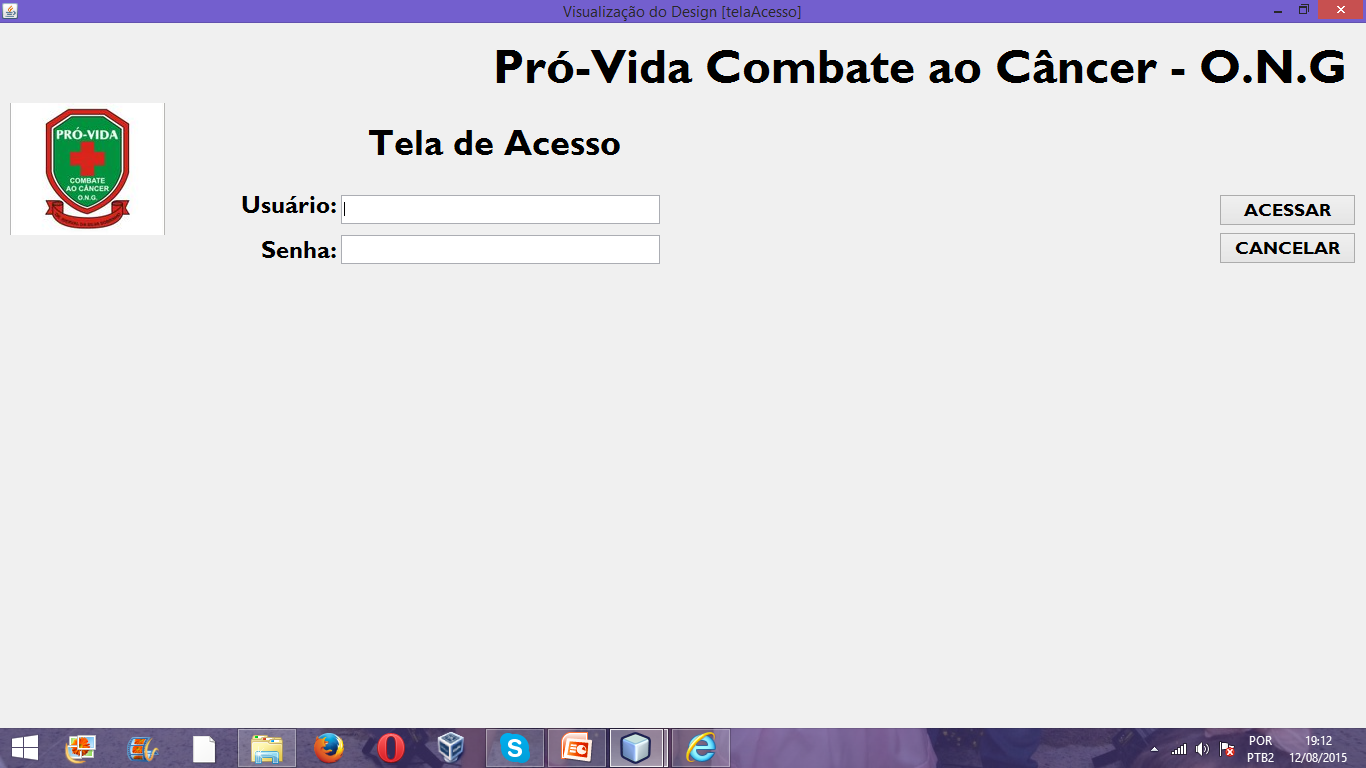 Visualização do Design [telaAcesso]
Pró-Vida Combate ao Câncer - O.N.G
PRÓ-VIDA
COMBATE
AO CÂNCER
O.N.G.
Tela de Acesso
Usuário:
Senha:
ACESSAR
CANCELAR
POR
PTB2
19:12
12/08/2015